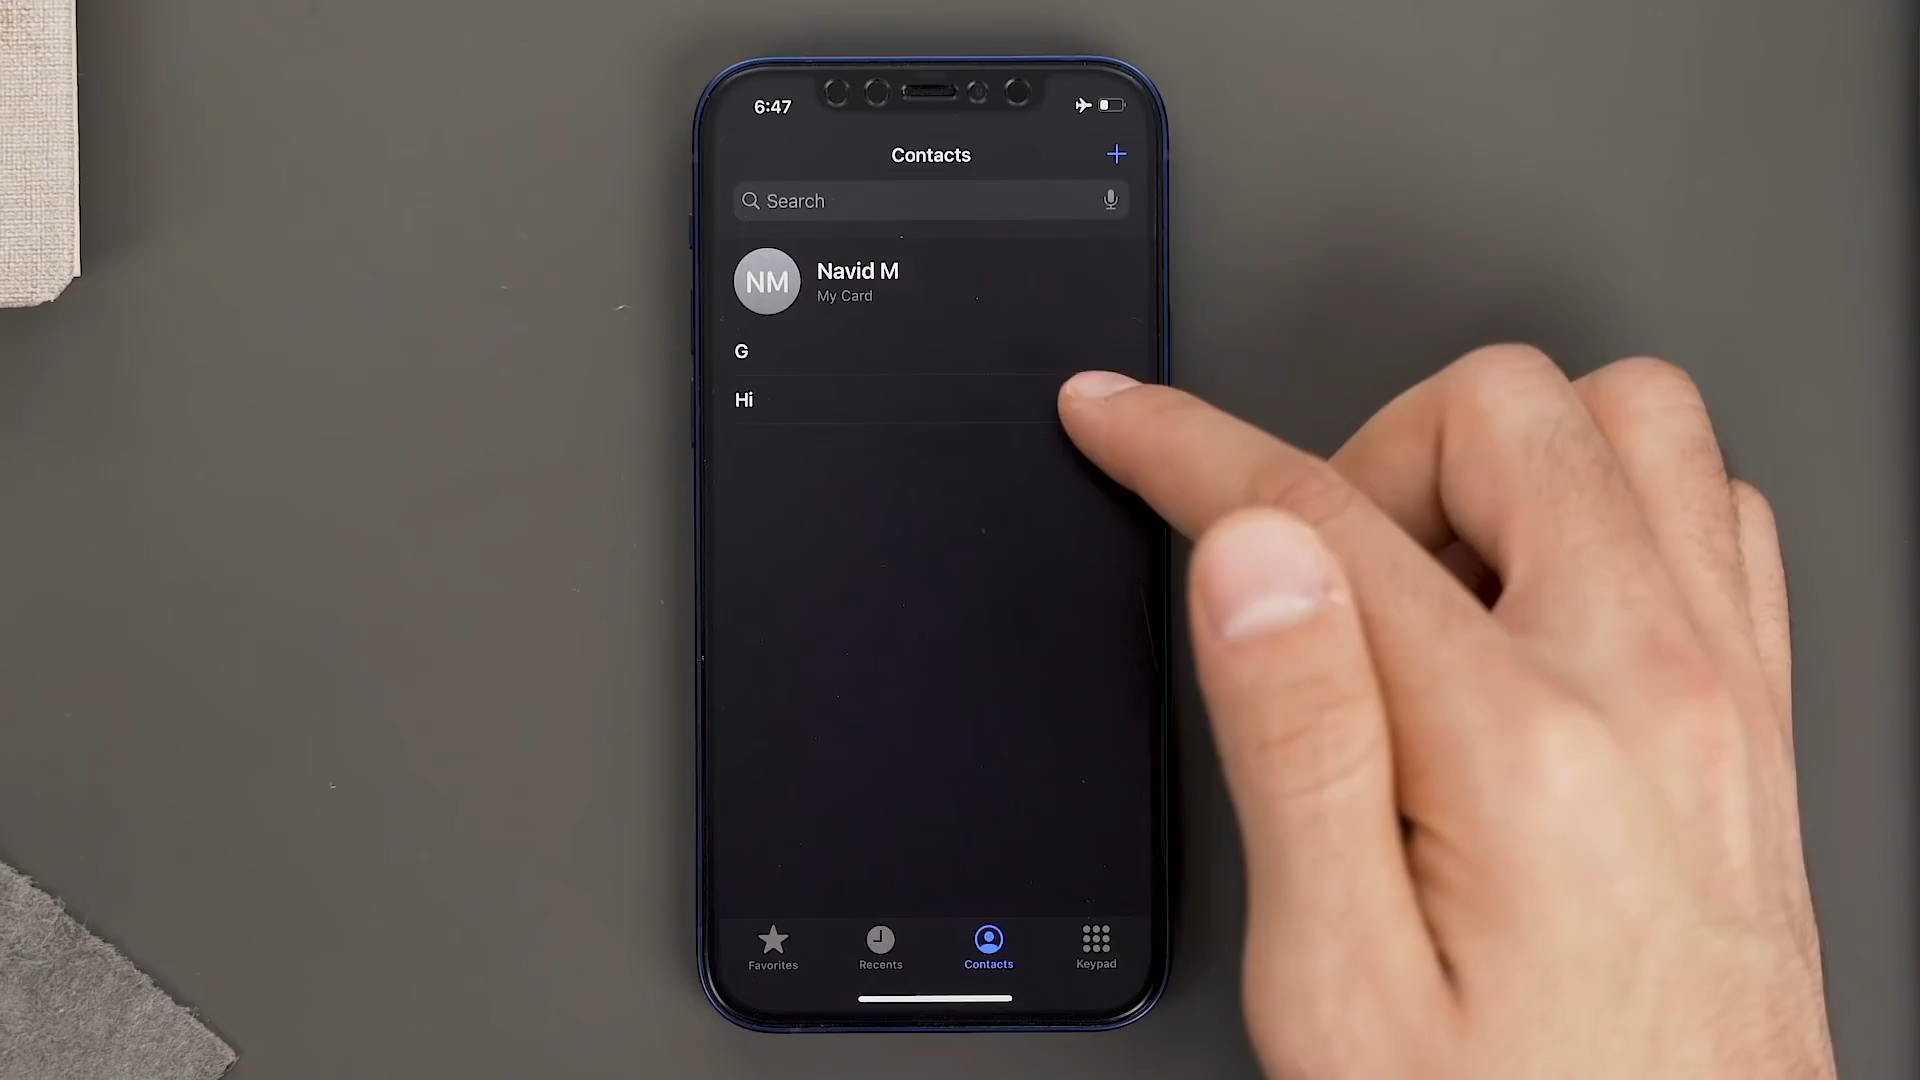 6:47
Contacts
Search
NM
Navid M
My Card
G
Hi
Favorites
Recents
Contacts
Keypad